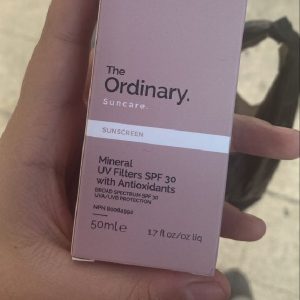 The
Ordinary.
Suncare.
SUNSCREEN
Mineral
UV Filters SPF 30
with Antioxidants
BROAD SPECTRUM SPF 30
UVA/UVB PROTECTION
50ml℮
1.7 fl.oz/oz liq